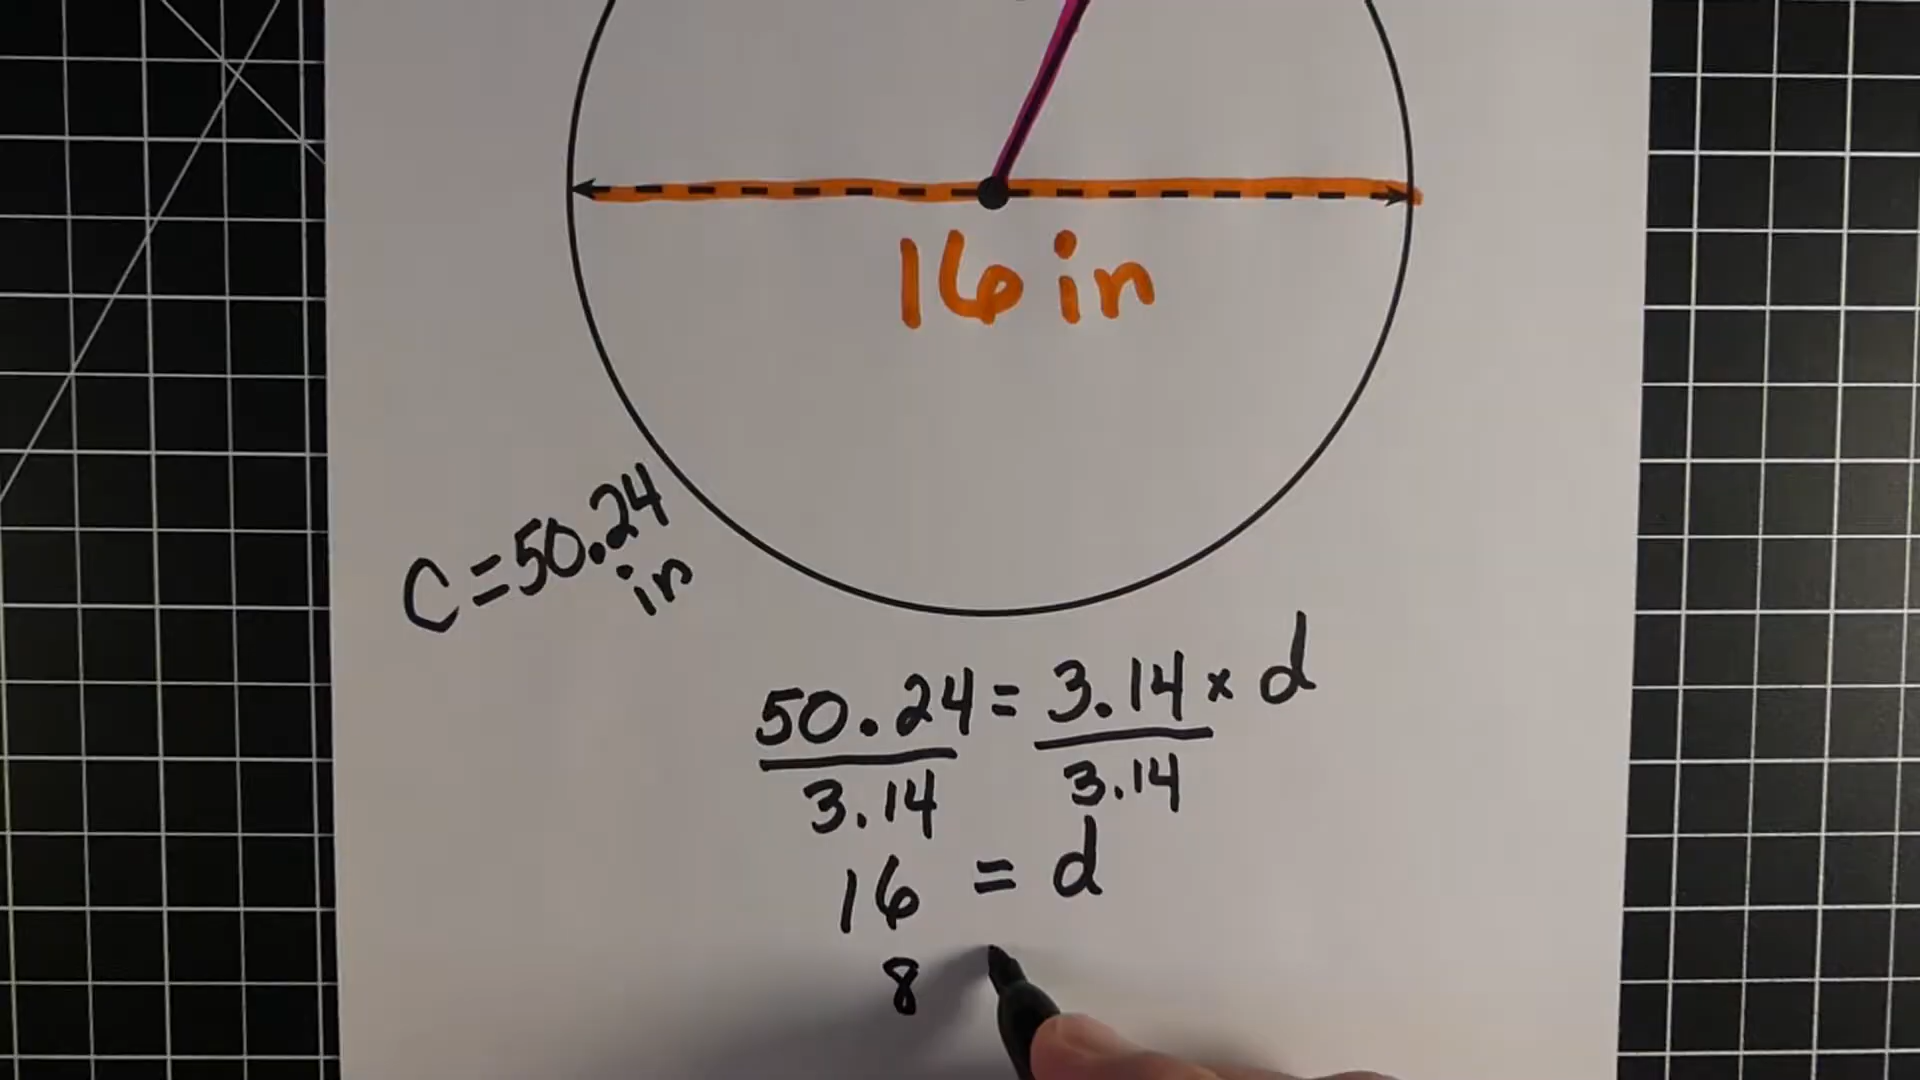 16 in
C=50.24
in
50.24 = 3.14 × d
3.14 3.14
16 = d
8